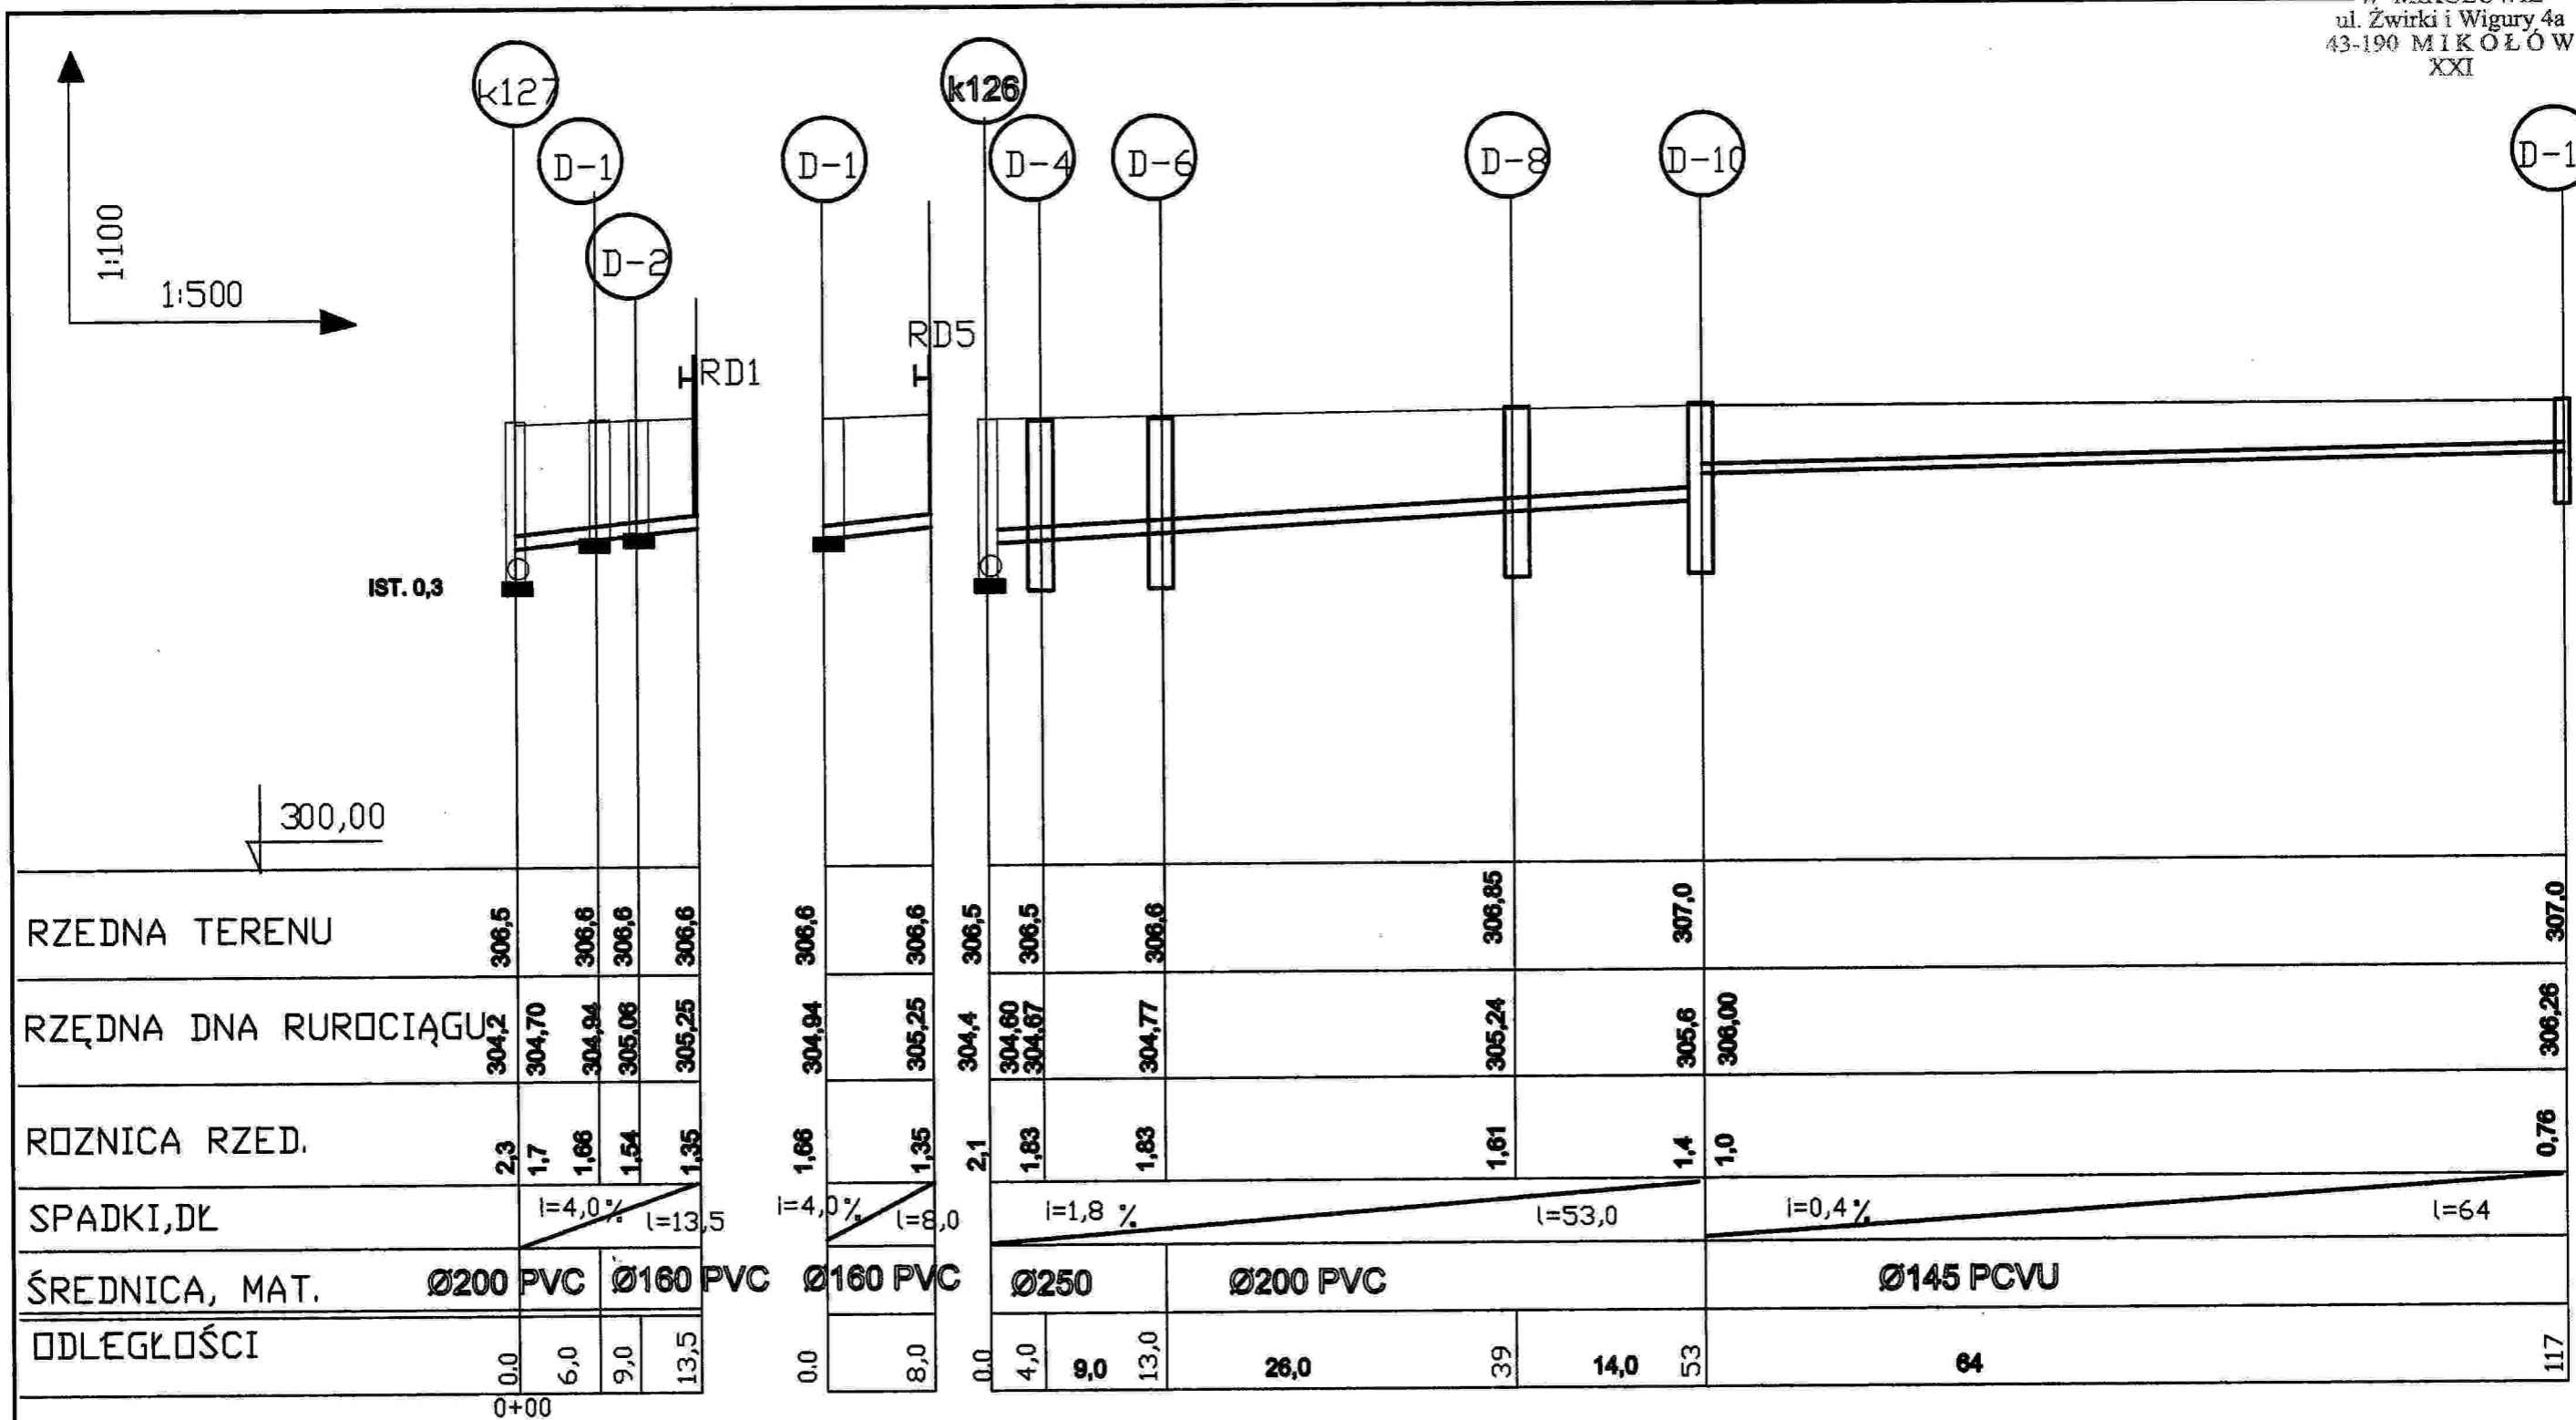 ul. Żwirki i Wigury 4a
43-190 MIKOŁÓW
XXI
k127
k126
D-1
D-1
D-4
D-6
D-8
D-10
D-1
D-2
1:100
1:500
RD5
RD1
IST. 0,3
300,00
RZEDNA TERENU 306,5 306,6 306,6 306,6 306,6 306,6 306,5 306,5 306,6 306,85 307,0 307,0
RZĘDNA DNA RUROCIĄGU 304,2 304,70 304,94 305,06 305,25 304,94 305,25 304,4 304,60 304,67 304,77 305,24 305,6 306,00 306,26
ROZNICA RZED. 2,3 1,7 1,66 1,54 1,35 1,66 1,35 2,1 1,83 1,83 1,61 1,4 1,0 0,76
SPADKI,DŁ i=4,0% l=13,5 i=4,0% l=8,0 i=1,8 % l=53,0 i=0,4% l=64
ŚREDNICA, MAT. Ø200 PVC Ø160 PVC Ø160 PVC Ø250 Ø200 PVC Ø145 PCVU
ODLEGŁOŚCI 0.0 6,0 9,0 13,5 0.0 8,0 0.0 4,0 9,0 13,0 26,0 39 14,0 53 64 117
0+00